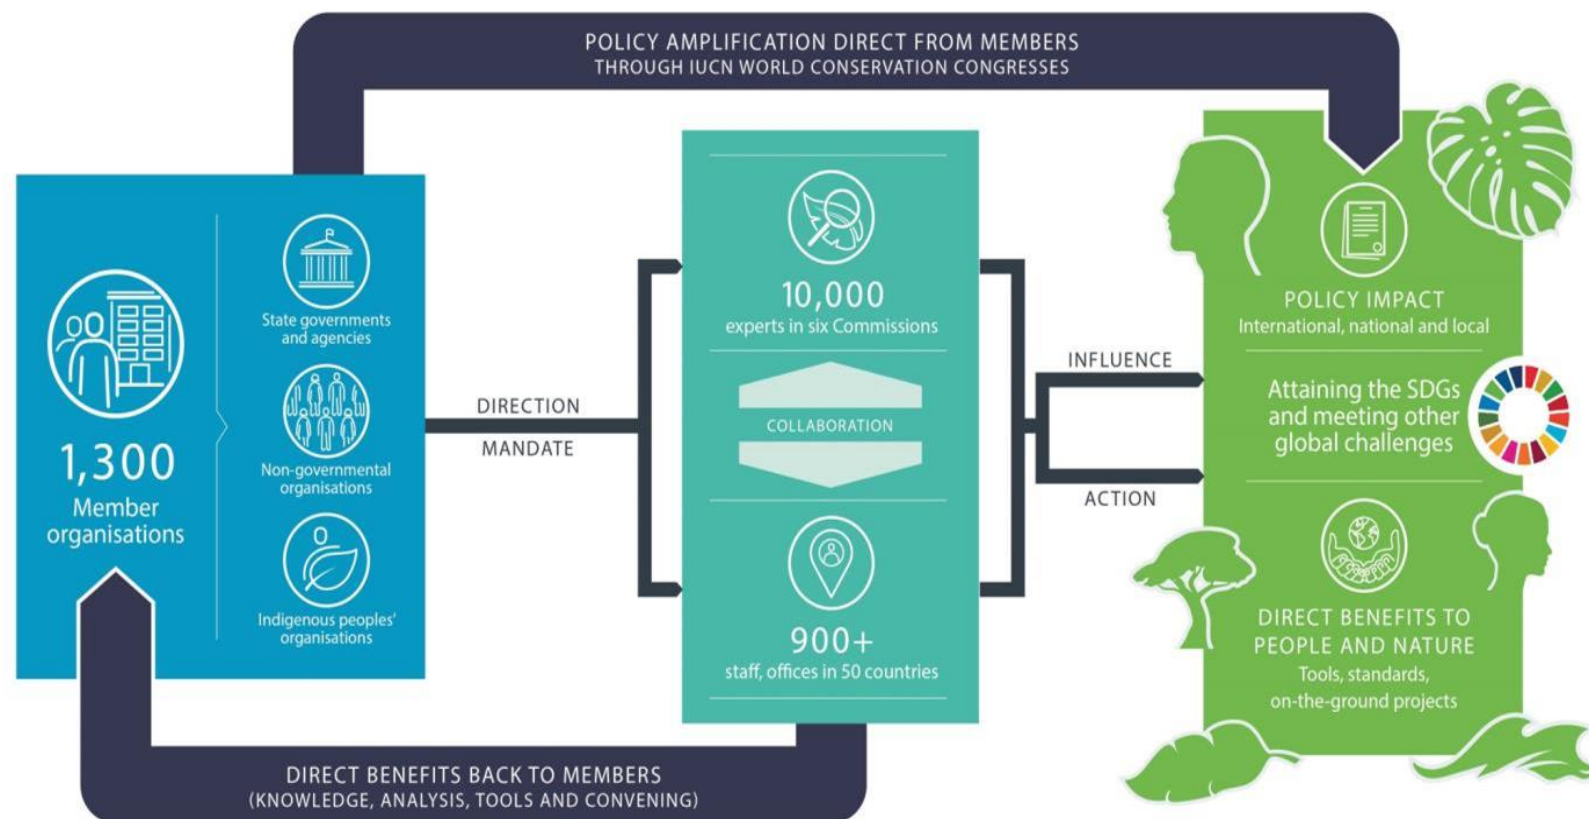 POLICY AMPLIFICATION DIRECT FROM MEMBERS
THROUGH IUCN WORLD CONSERVATION CONGRESSES
1,300
Member
organisations
State governments
and agencies
Non-governmental
organisations
Indigenous peoples'
organisations
DIRECTION
MANDATE
10,000
experts in six Commissions
COLLABORATION
900+
staff, offices in 50 countries
INFLUENCE
ACTION
POLICY IMPACT
International, national and local
Attaining the SDGs
and meeting other
global challenges
DIRECT BENEFITS TO
PEOPLE AND NATURE
Tools, standards,
on-the-ground projects
DIRECT BENEFITS BACK TO MEMBERS
(KNOWLEDGE, ANALYSIS, TOOLS AND CONVENING)